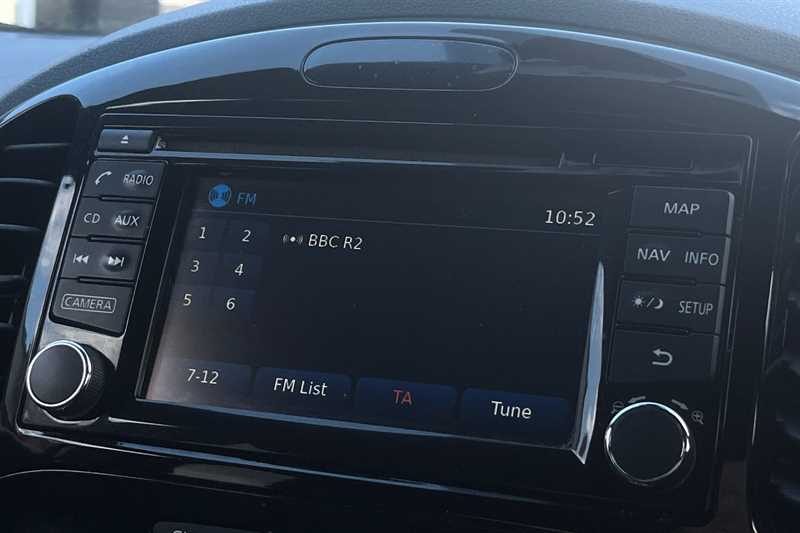 RADIO
CD AUX
CAMERA
FM
10:52
1 2
BBC R2
3 4
5 6
7-12
FM List
TA
Tune
MAP
NAV INFO
SETUP